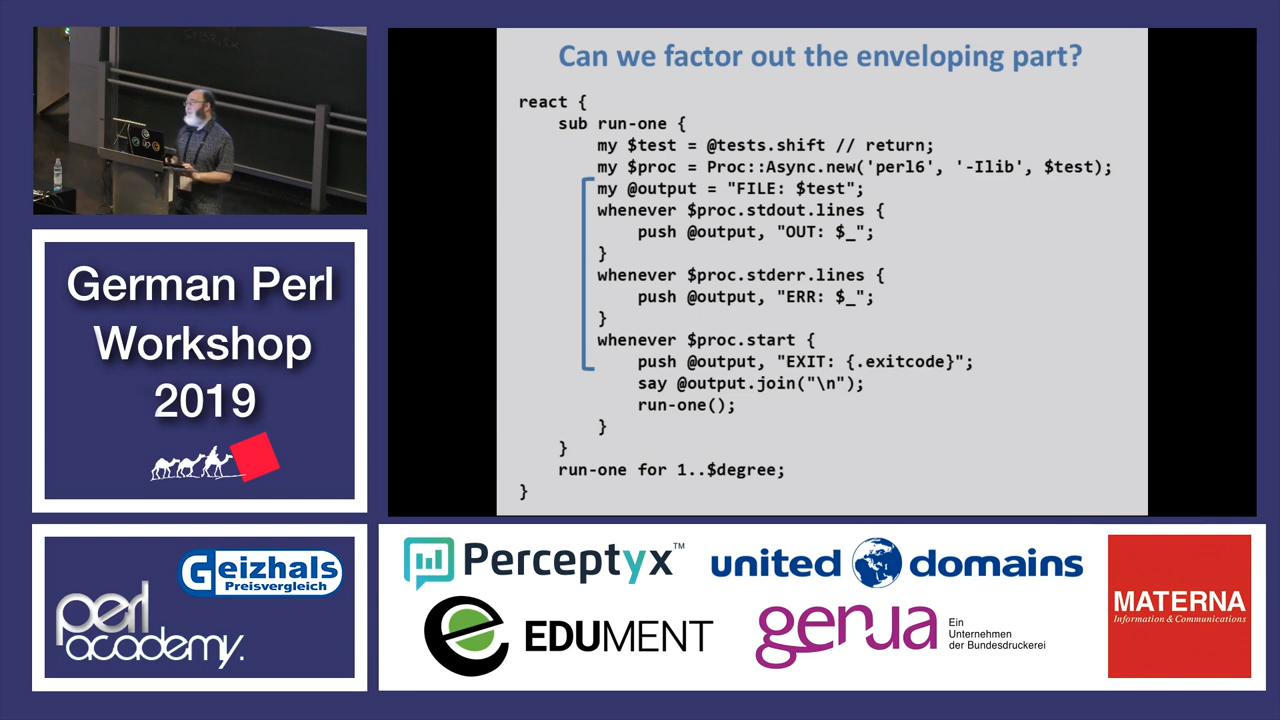 Can we factor out the enveloping part?
react {
sub run-one {
my $test = @tests.shift // return;
my $proc = Proc::Async.new('perl6', '-Ilib', $test);
my @output = "FILE: $test";
whenever $proc.stdout.lines {
push @output, "OUT: $_";
}
whenever $proc.stderr.lines {
push @output, "ERR: $_";
}
whenever $proc.start {
push @output, "EXIT: {.exitcode}";
say @output.join("\n");
run-one();
}
}
run-one for 1..$degree;
}
German Perl
Workshop
2019
Geizhals
Preisvergleich
perl
academy.
Perceptyx™
united domains
EDUMENT
genua
Ein
Unternehmen
der Bundesdruckerei
MATERNA
Information & Communications